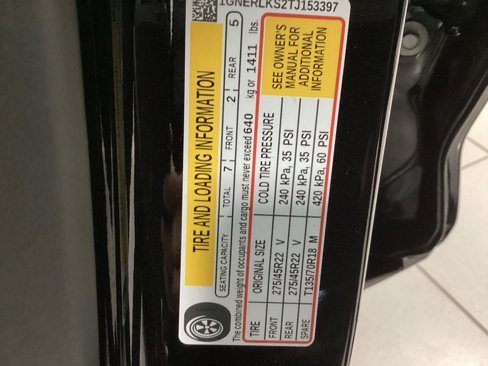 1GNERLKS2TJ153397
TIRE AND LOADING INFORMATION
SEATING CAPACITY TOTAL 7 FRONT 2 REAR 5
The combined weight of occupants and cargo must never exceed 640 kg or 1411 lbs.
TIRE ORIGINAL SIZE COLD TIRE PRESSURE
FRONT 275/45R22 V 240 kPa, 35 PSI
REAR 275/45R22 V 240 kPa, 35 PSI
SPARE T135/70R18 M 420 kPa, 60 PSI
SEE OWNER'S
MANUAL FOR
ADDITIONAL
INFORMATION